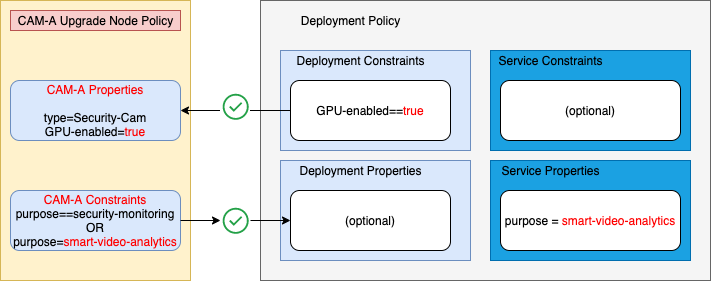 CAM-A Upgrade Node Policy
CAM-A Properties
type=Security-Cam
GPU-enabled=true
CAM-A Constraints
purpose==security-monitoring
OR
purpose=smart-video-analytics
Deployment Policy
Deployment Constraints
GPU-enabled==true
Service Constraints
(optional)
Deployment Properties
(optional)
Service Properties
purpose = smart-video-analytics